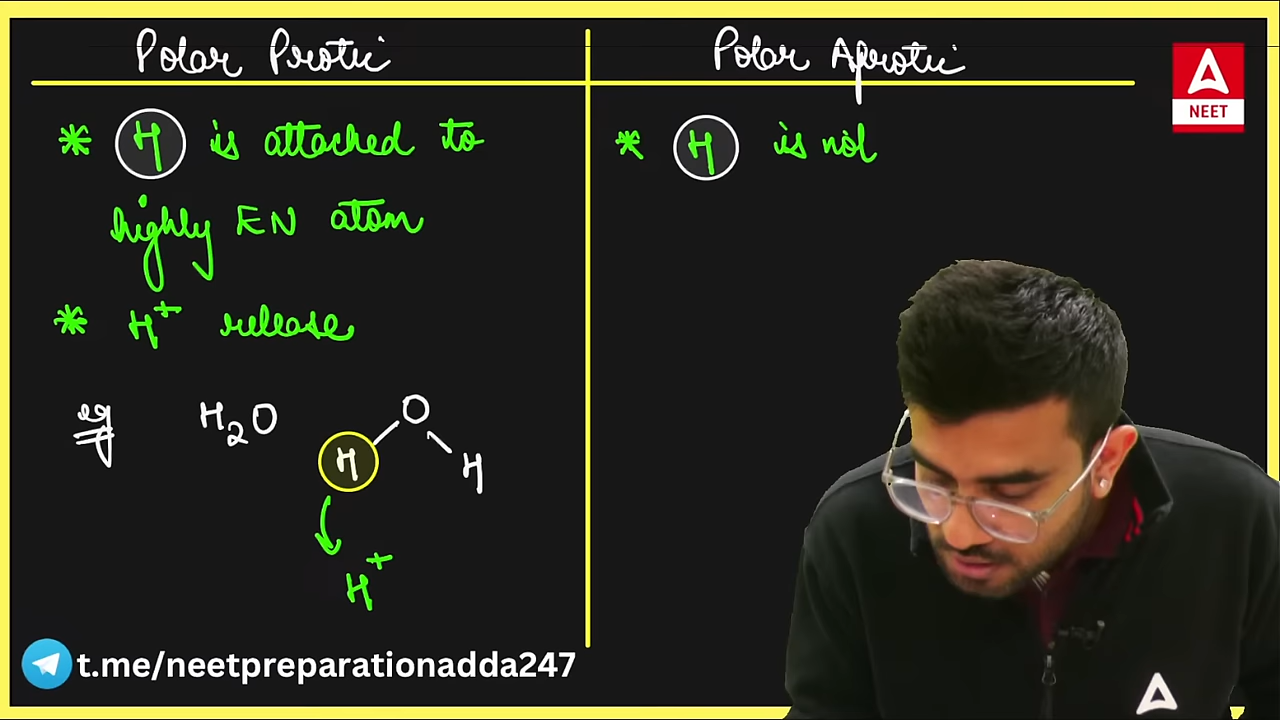 Polar Protic
* H is attached to
highly EN atom
* H⁺ release
eg H₂O
O
H
H
H⁺
Polar Aprotic
* H is not
NEET
t.me/neetpreparationadda247